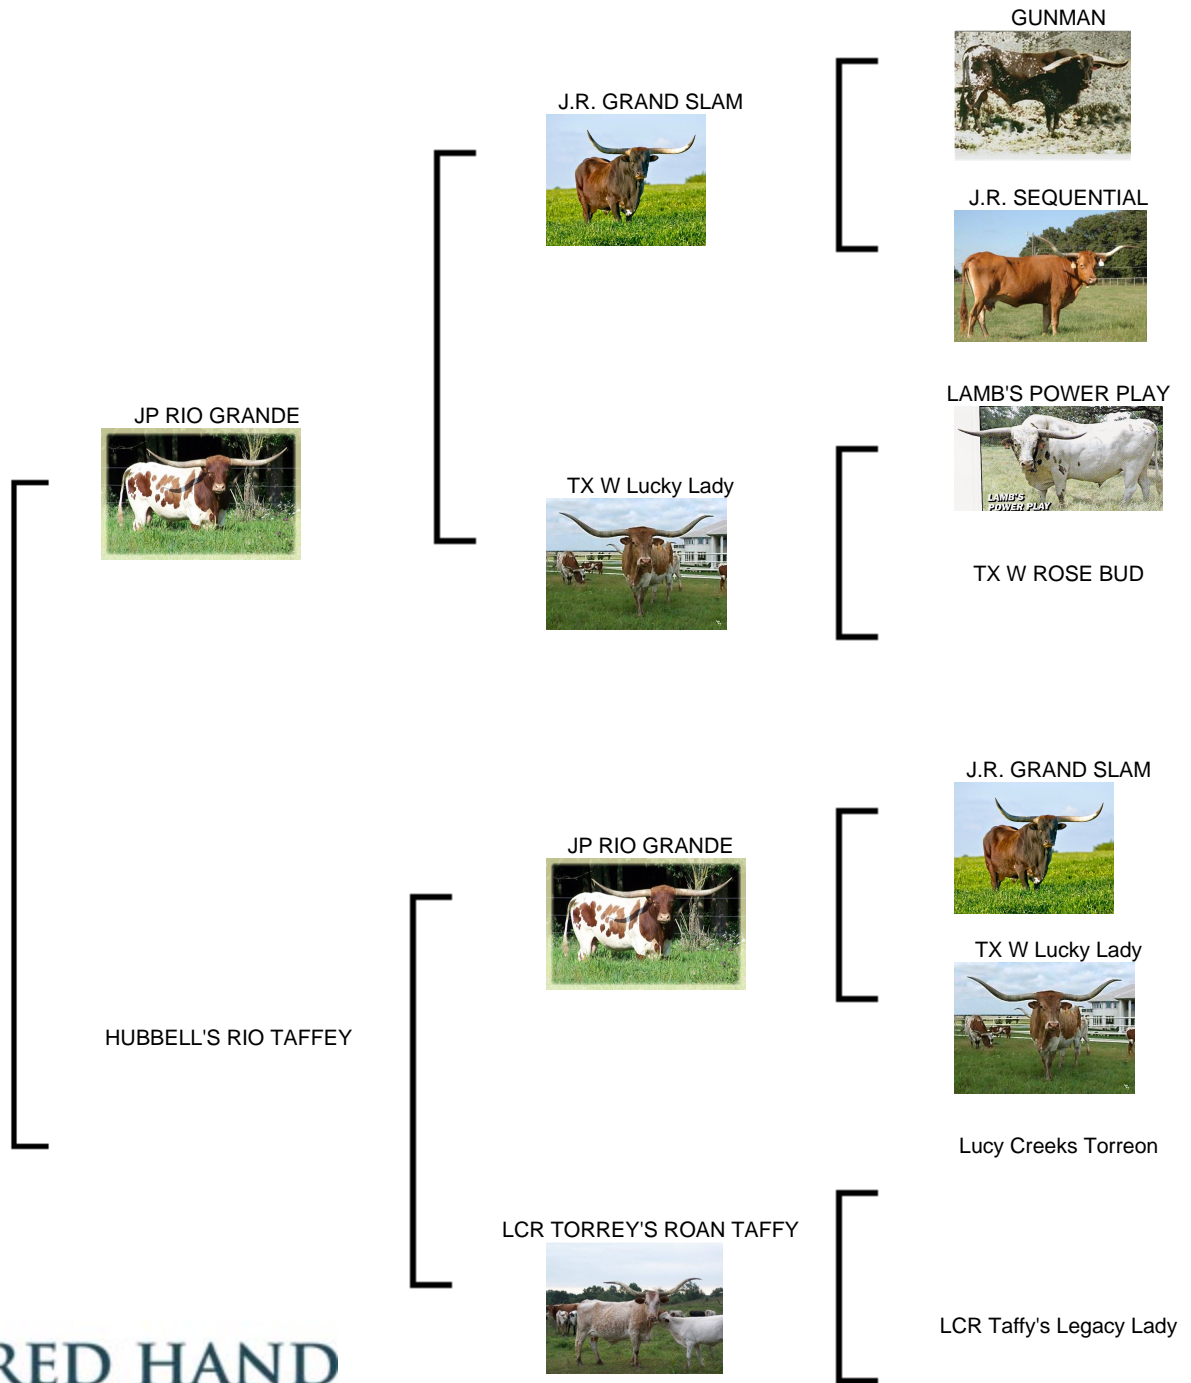 GUNMAN
J.R. GRAND SLAM
J.R. SEQUENTIAL
LAMB'S POWER PLAY
JP RIO GRANDE
TX W Lucky Lady
LAMB'S
POWER PLAY
TX W ROSE BUD
J.R. GRAND SLAM
JP RIO GRANDE
TX W Lucky Lady
HUBBELL'S RIO TAFFEY
Lucy Creeks Torreon
LCR TORREY'S ROAN TAFFY
LCR Taffy's Legacy Lady
RED HAND